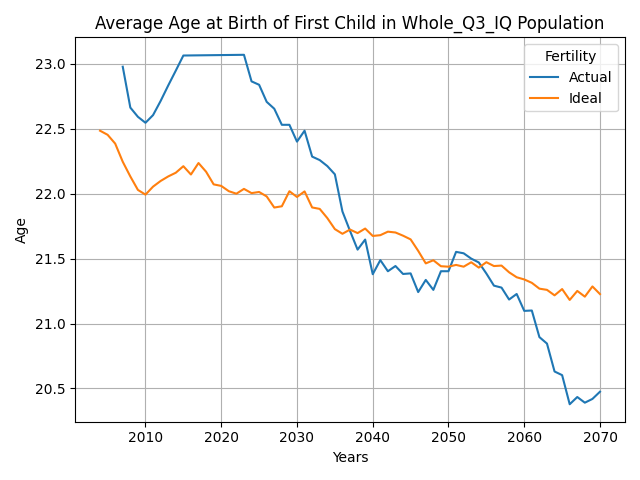 Average Age at Birth of First Child in Whole_Q3_IQ Population
Fertility
Actual
Ideal
Age
23.0
22.5
22.0
21.5
21.0
20.5
2010 2020 2030 2040 2050 2060 2070
Years